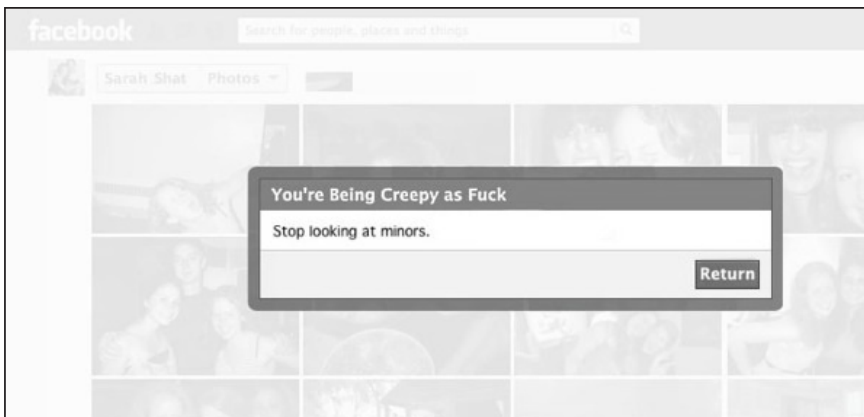 facebook
Search for people, places and things
Sarah Shat Photos
You're Being Creepy as Fuck
Stop looking at minors.
Return